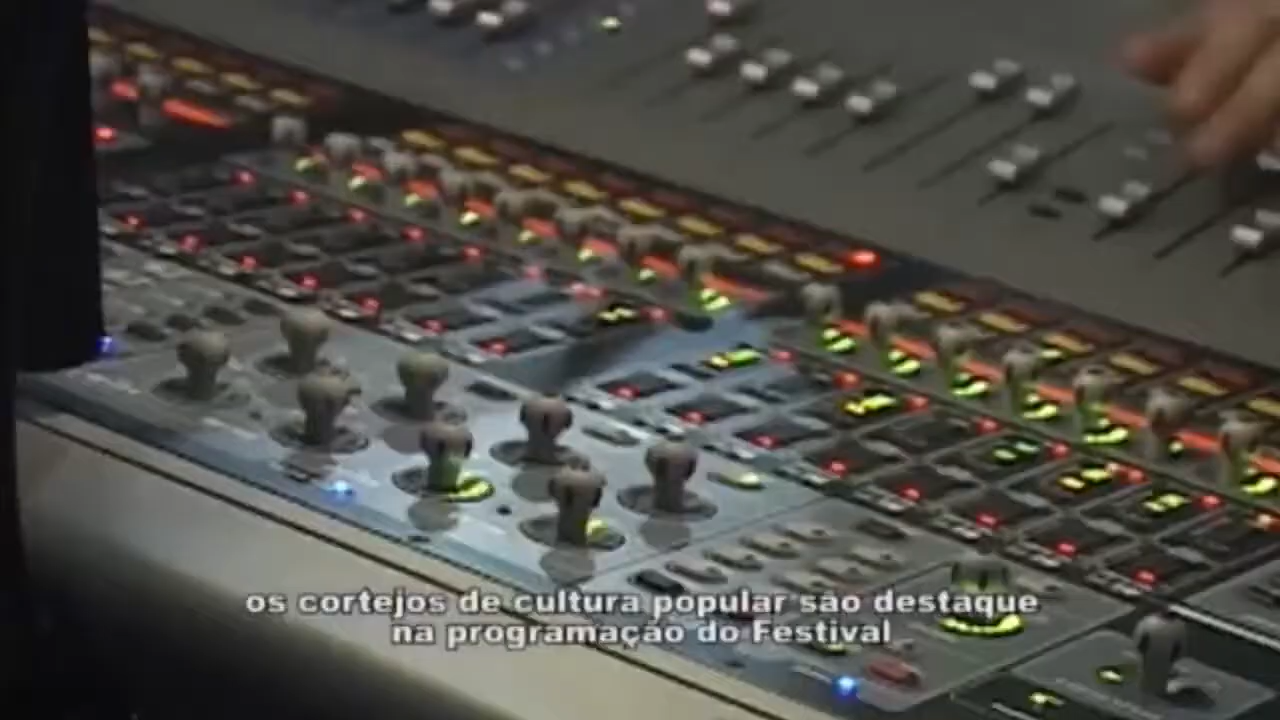 os cortejos de cultura popular são destaque
na programação do Festival